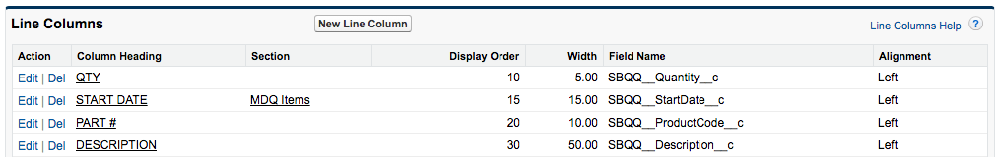 Line Columns New Line Column Line Columns Help ?
Action Column Heading Section Display Order Width Field Name Alignment
Edit | Del QTY 10 5.00 SBQQ__Quantity__c Left
Edit | Del START DATE MDQ Items 15 15.00 SBQQ__StartDate__c Left
Edit | Del PART # 20 10.00 SBQQ__ProductCode__c Left
Edit | Del DESCRIPTION 30 50.00 SBQQ__Description__c Left